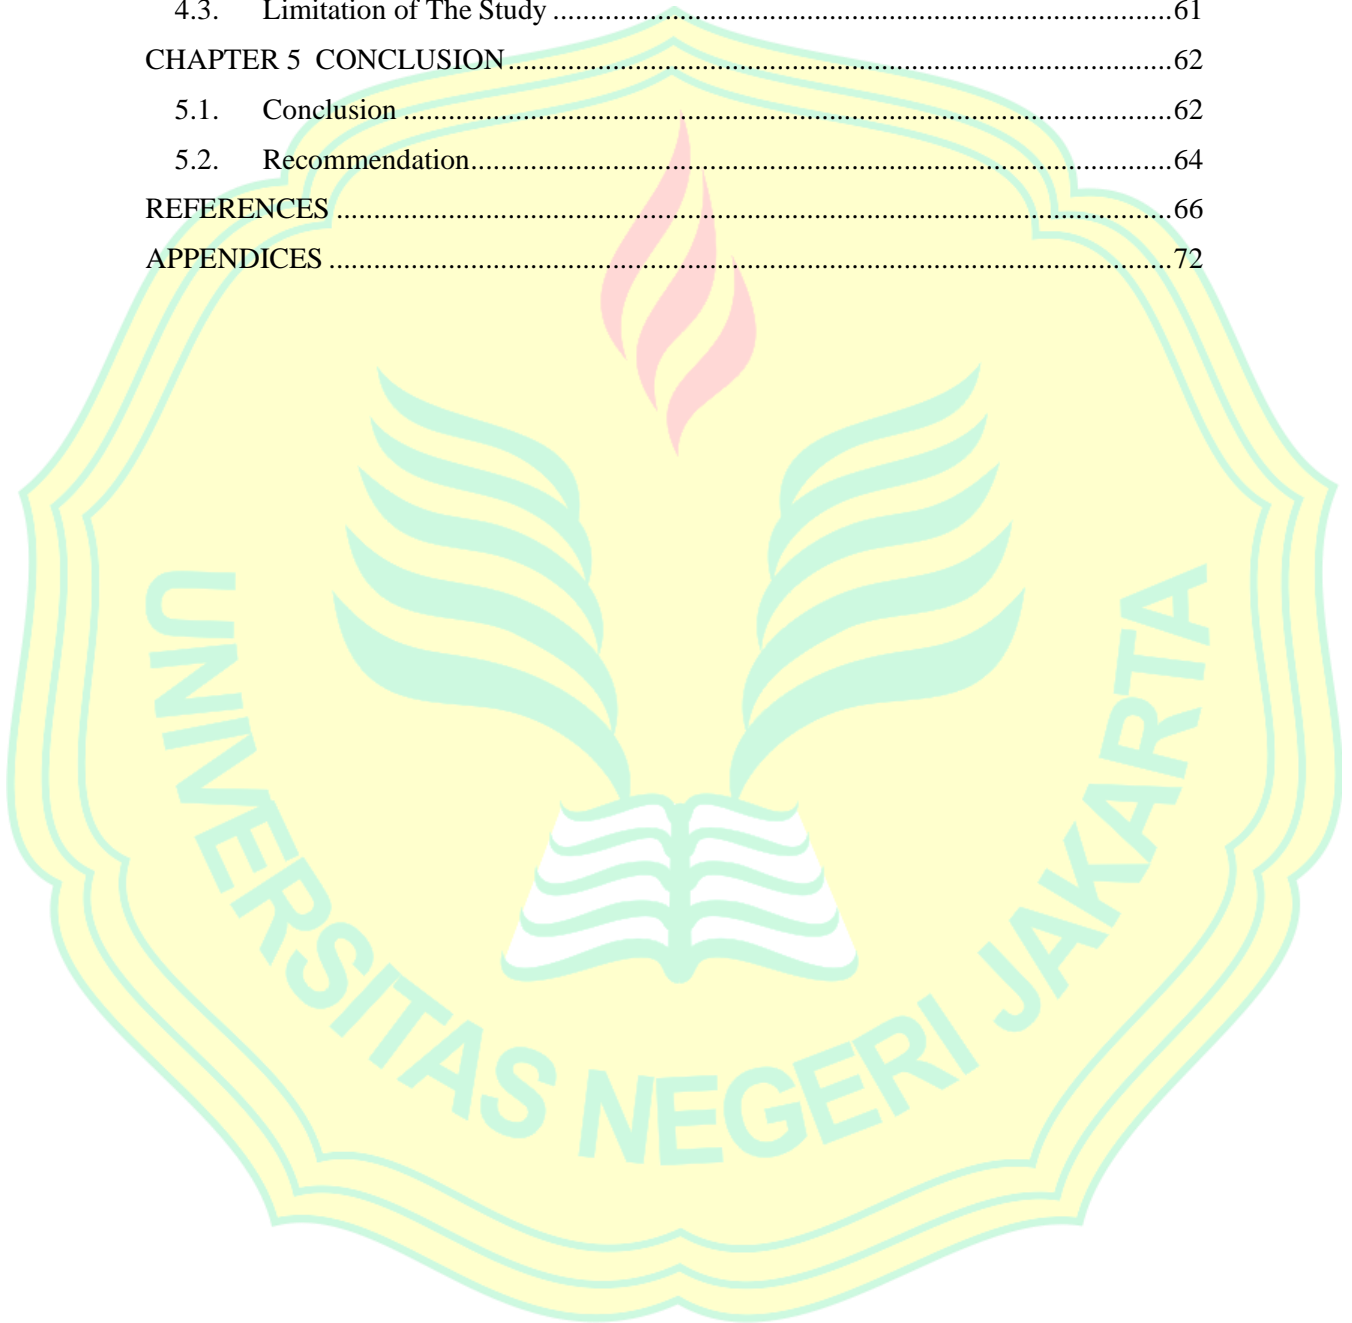 4.3. Limitation of The Study ........................................................................................61
CHAPTER 5 CONCLUSION ..............................................................................................62
5.1. Conclusion ..............................................................................................................62
5.2. Recommendation.....................................................................................................64
REFERENCES ......................................................................................................................66
APPENDICES .......................................................................................................................72
UNIVERSITAS NEGERI JAKARTA